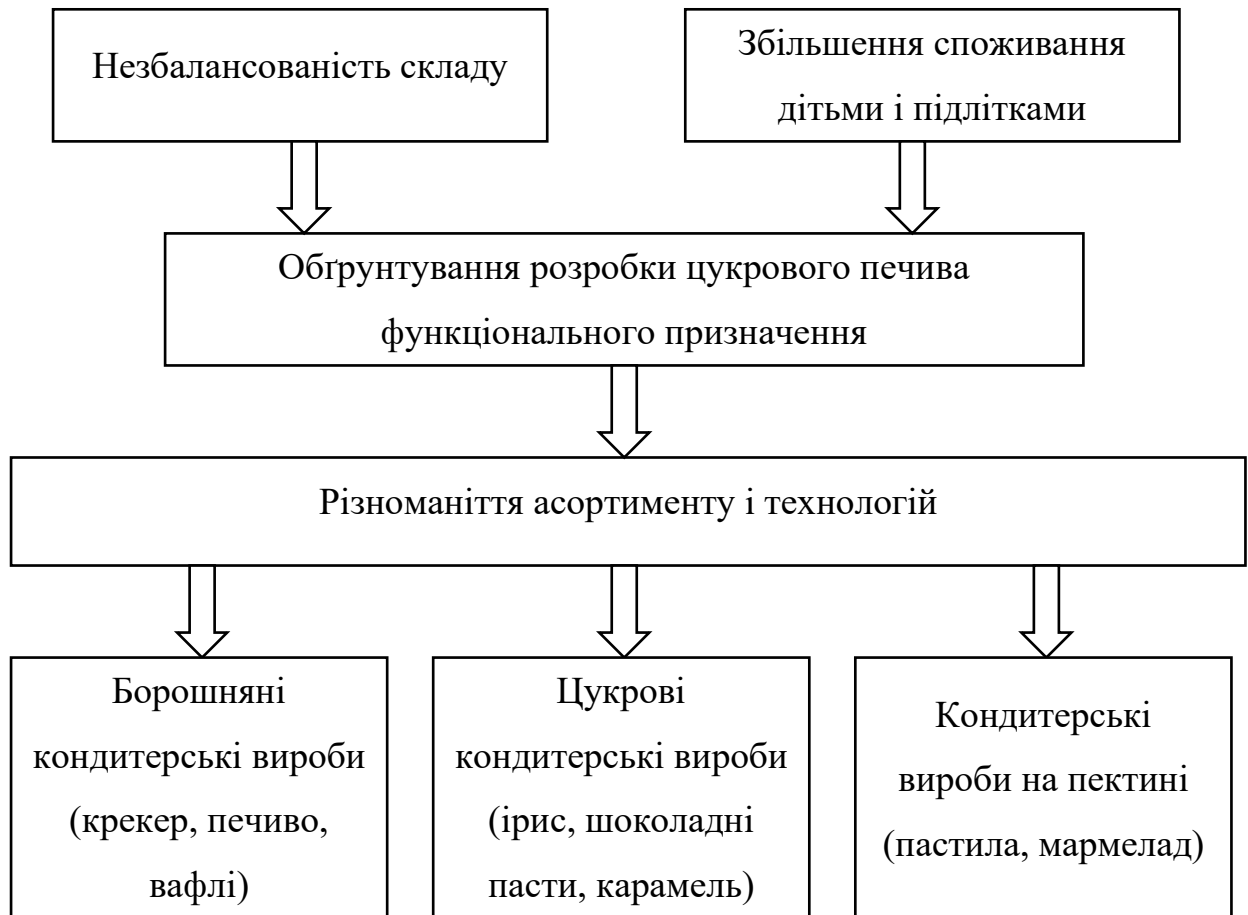 Незбалансованість складу
Збільшення споживання
дітьми і підлітками
Обґрунтування розробки цукрового печива
функціонального призначення
Різноманіття асортименту і технологій
Борошняні
кондитерські вироби
(крекер, печиво,
вафлі)
Цукрові
кондитерські вироби
(ірис, шоколадні
пасти, карамель)
Кондитерські
вироби на пектині
(пастила, мармелад)